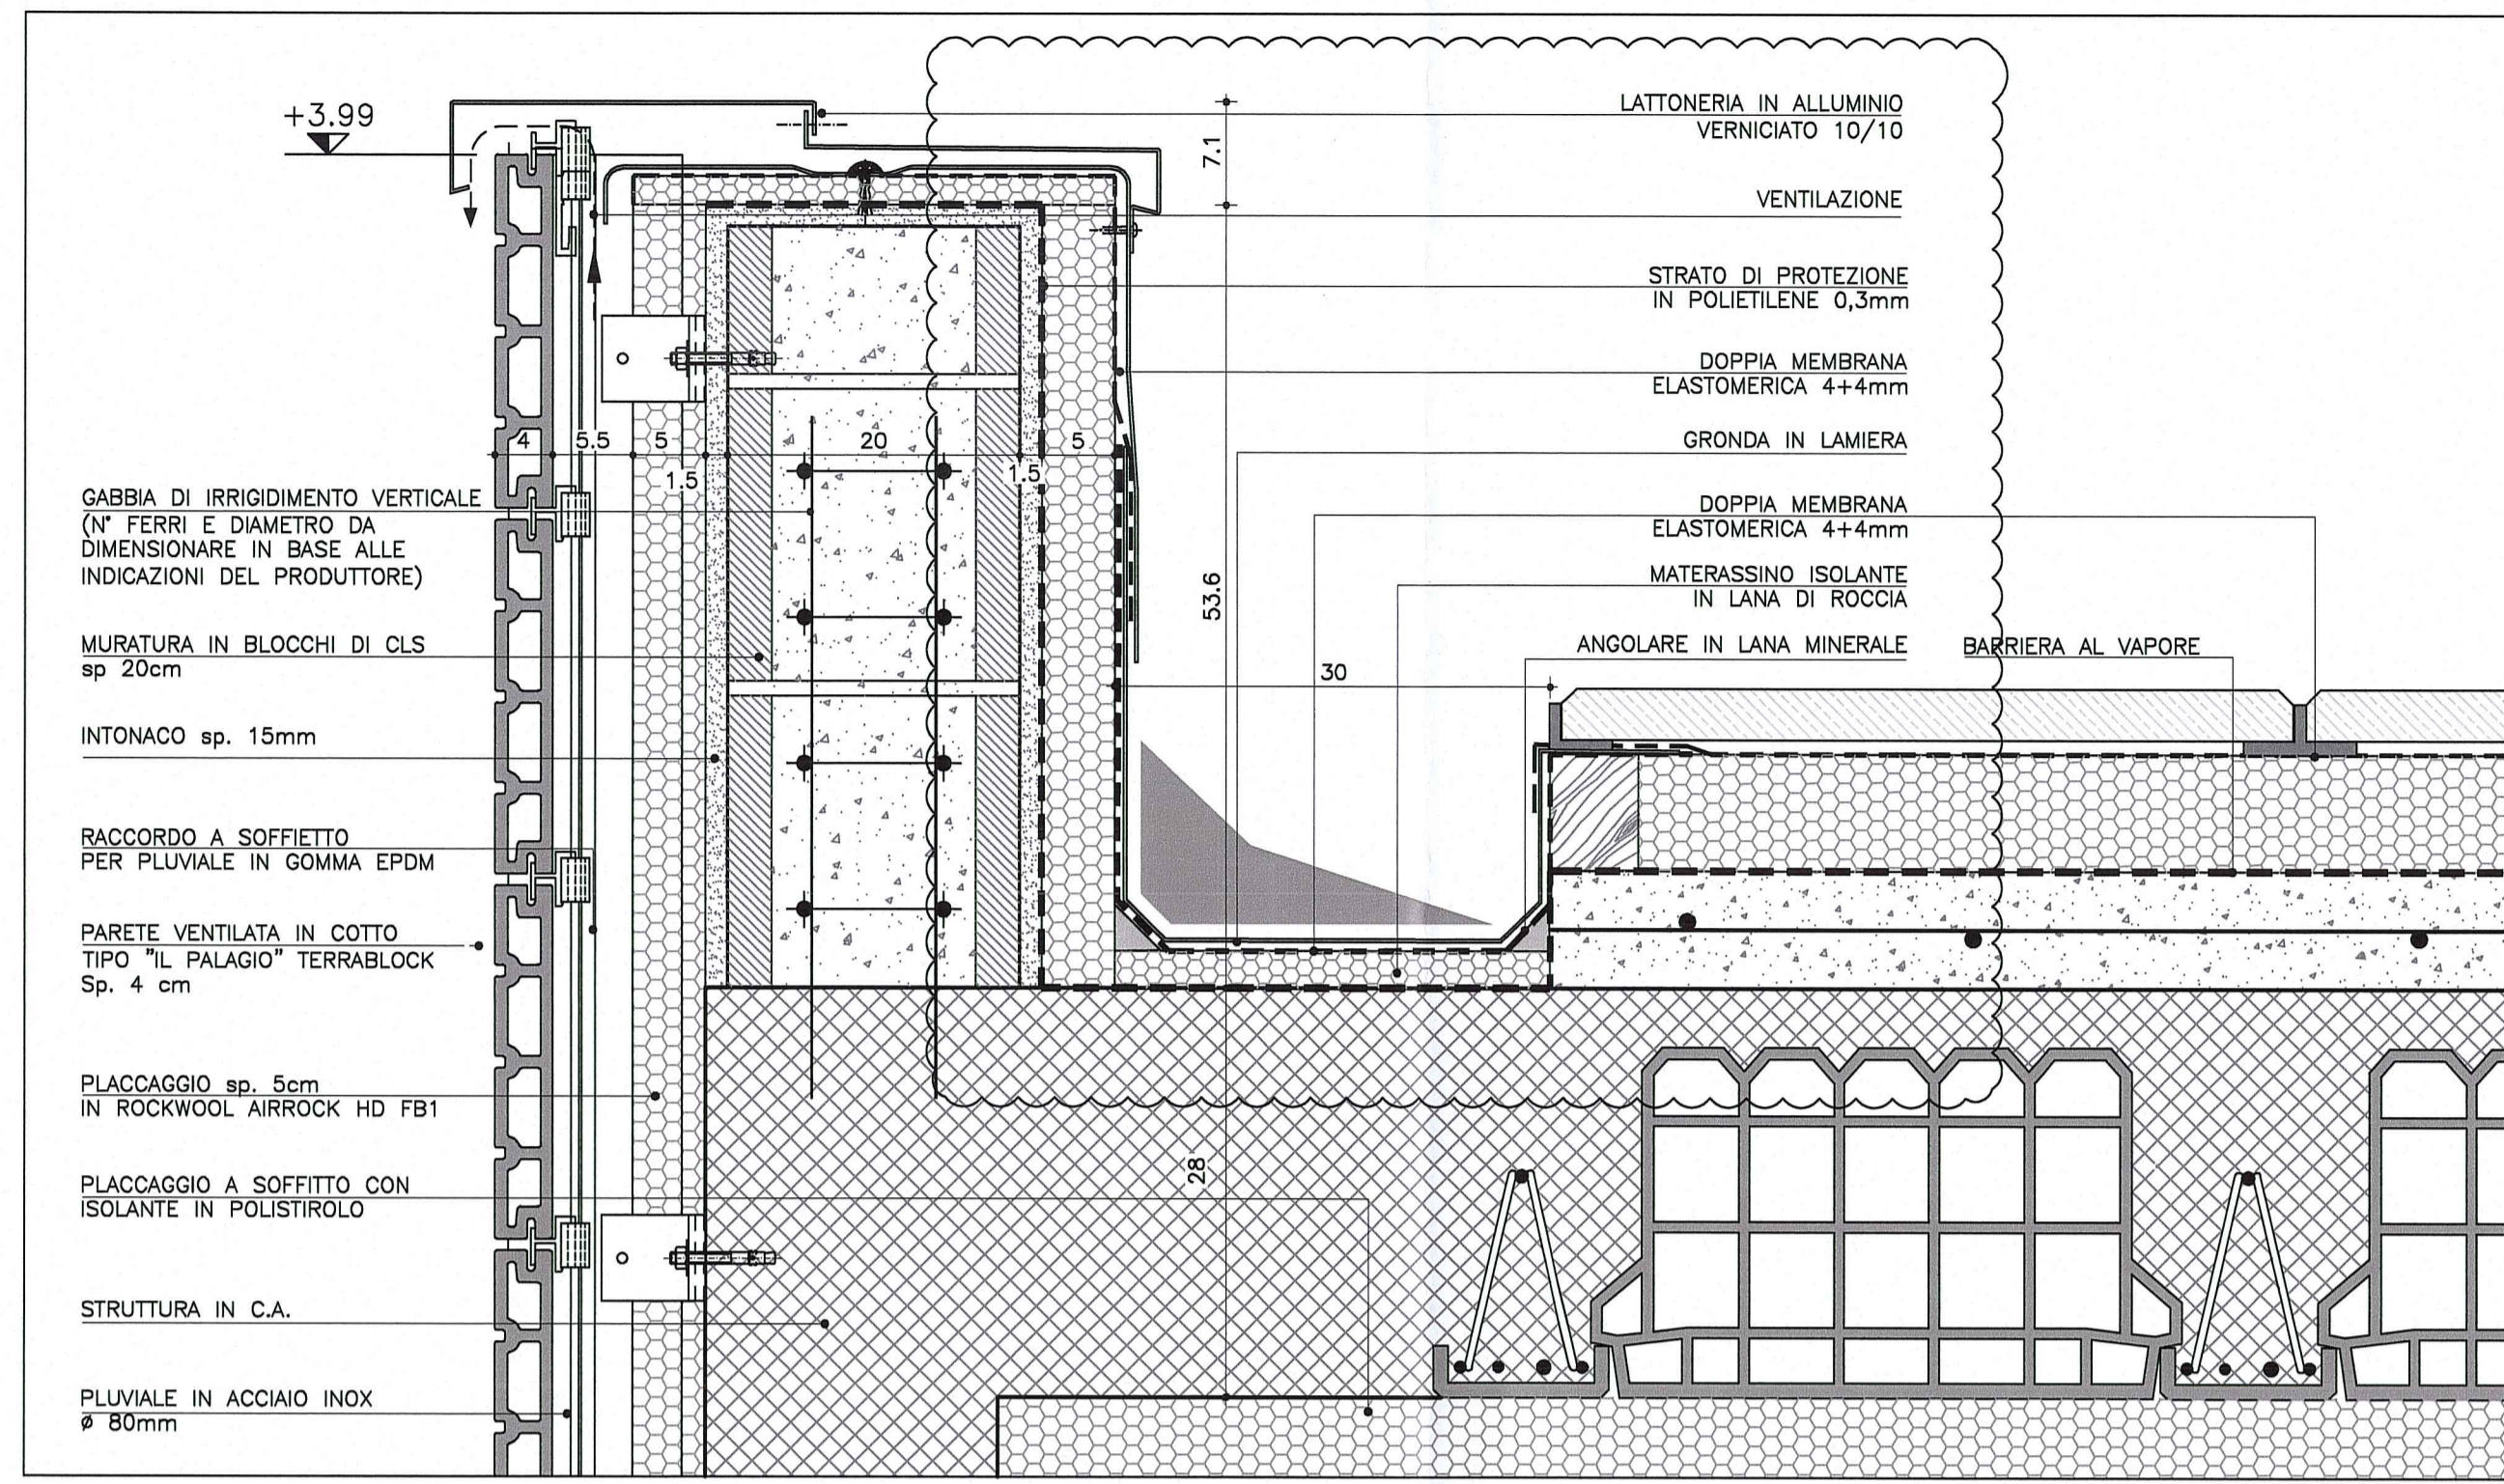 +3.99
LATTONERIA IN ALLUMINIO
VERNICIATO 10/10
7.1
VENTILAZIONE
STRATO DI PROTEZIONE
IN POLIETILENE 0,3mm
DOPPIA MEMBRANA
ELASTOMERICA 4+4mm
GRONDA IN LAMIERA
4
5.5
5
1.5
20
1.5
5
DOPPIA MEMBRANA
ELASTOMERICA 4+4mm
MATERASSINO ISOLANTE
IN LANA DI ROCCIA
53.6
ANGOLARE IN LANA MINERALE
BARRIERA AL VAPORE
30
GABBIA DI IRRIGIDIMENTO VERTICALE
(N° FERRI E DIAMETRO DA
DIMENSIONARE IN BASE ALLE
INDICAZIONI DEL PRODUTTORE)
MURATURA IN BLOCCHI DI CLS
sp 20cm
INTONACO sp. 15mm
RACCORDO A SOFFIETTO
PER PLUVIALE IN GOMMA EPDM
PARETE VENTILATA IN COTTO
TIPO "IL PALAGIO" TERRABLOCK
Sp. 4 cm
PLACCAGGIO sp. 5cm
IN ROCKWOOL AIRROCK HD FB1
28
PLACCAGGIO A SOFFITTO CON
ISOLANTE IN POLISTIROLO
STRUTTURA IN C.A.
PLUVIALE IN ACCIAIO INOX
ø 80mm